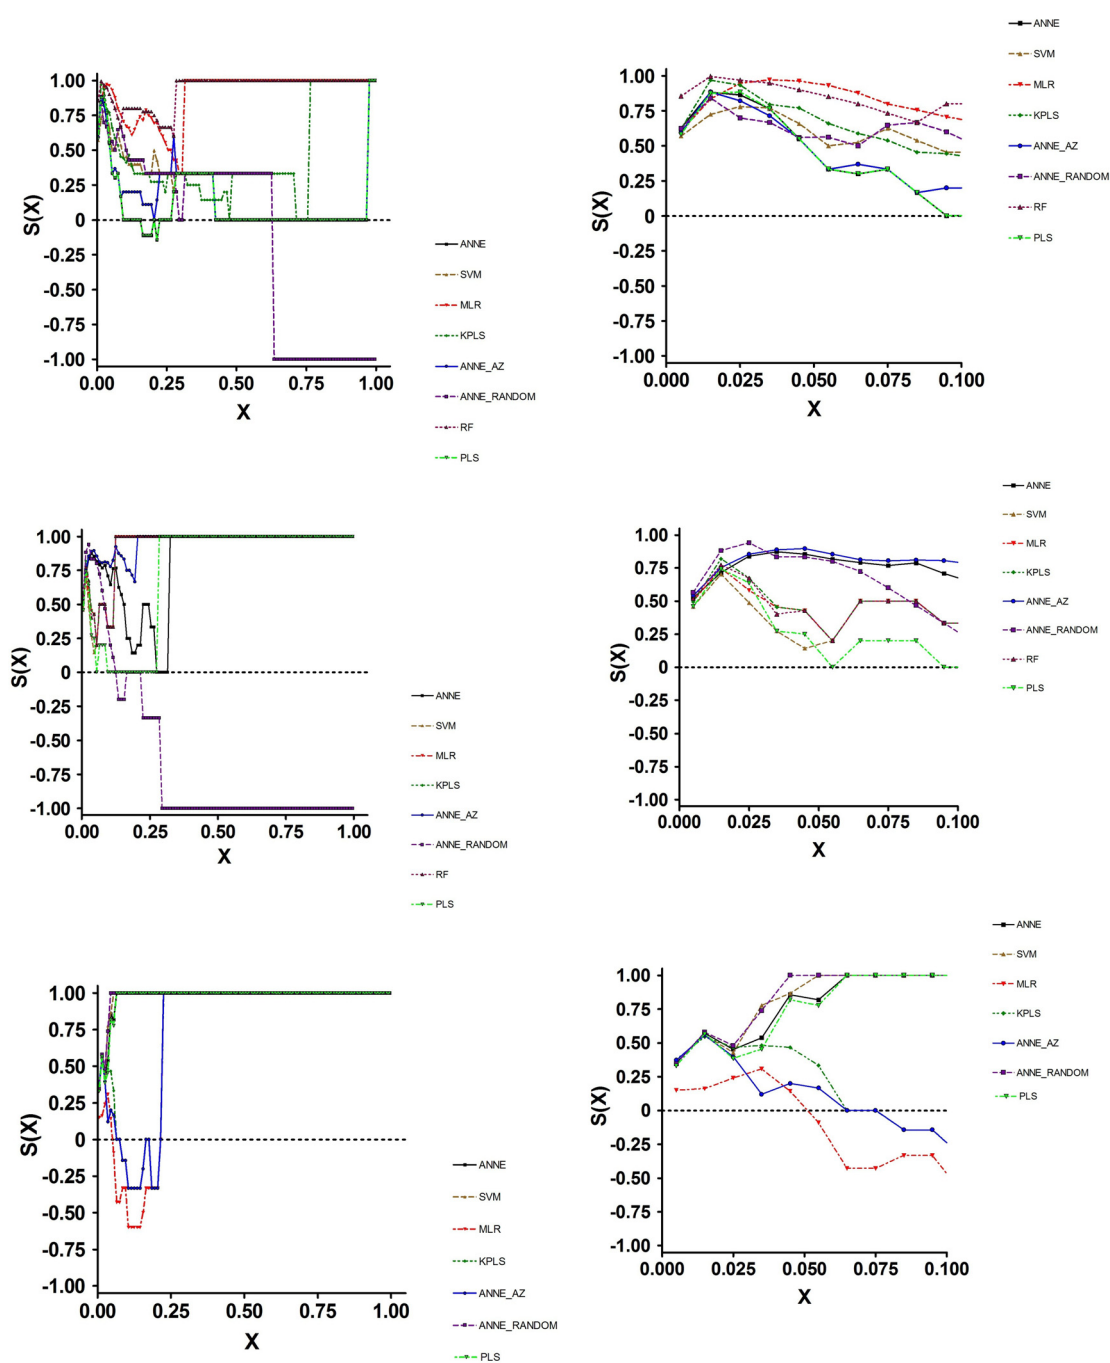 1.00
0.75
0.50
0.25
0
-0.25
-0.50
-0.75
-1.00
S(X)
0.00 0.25 0.50 0.75 1.00
X
ANNE
SVM
MLR
KPLS
ANNE_AZ
ANNE_RANDOM
RF
PLS
1.00
0.75
0.50
0.25
0
-0.25
-0.50
-0.75
-1.00
S(X)
0.000 0.025 0.050 0.075 0.100
X
ANNE
SVM
MLR
KPLS
ANNE_AZ
ANNE_RANDOM
RF
PLS
1.00
0.75
0.50
0.25
0
-0.25
-0.50
-0.75
-1.00
S(X)
0.00 0.25 0.50 0.75 1.00
X
ANNE
SVM
MLR
KPLS
ANNE_AZ
ANNE_RANDOM
RF
PLS
1.00
0.75
0.50
0.25
0
-0.25
-0.50
-0.75
-1.00
S(X)
0.000 0.025 0.050 0.075 0.100
X
ANNE
SVM
MLR
KPLS
ANNE_AZ
ANNE_RANDOM
RF
PLS
1.00
0.75
0.50
0.25
0
-0.25
-0.50
-0.75
-1.00
S(X)
0.00 0.25 0.50 0.75 1.00
X
ANNE
SVM
MLR
KPLS
ANNE_AZ
ANNE_RANDOM
PLS
1.00
0.75
0.50
0.25
0
-0.25
-0.50
-0.75
-1.00
S(X)
0.000 0.025 0.050 0.075 0.100
X
ANNE
SVM
MLR
KPLS
ANNE_AZ
ANNE_RANDOM
PLS